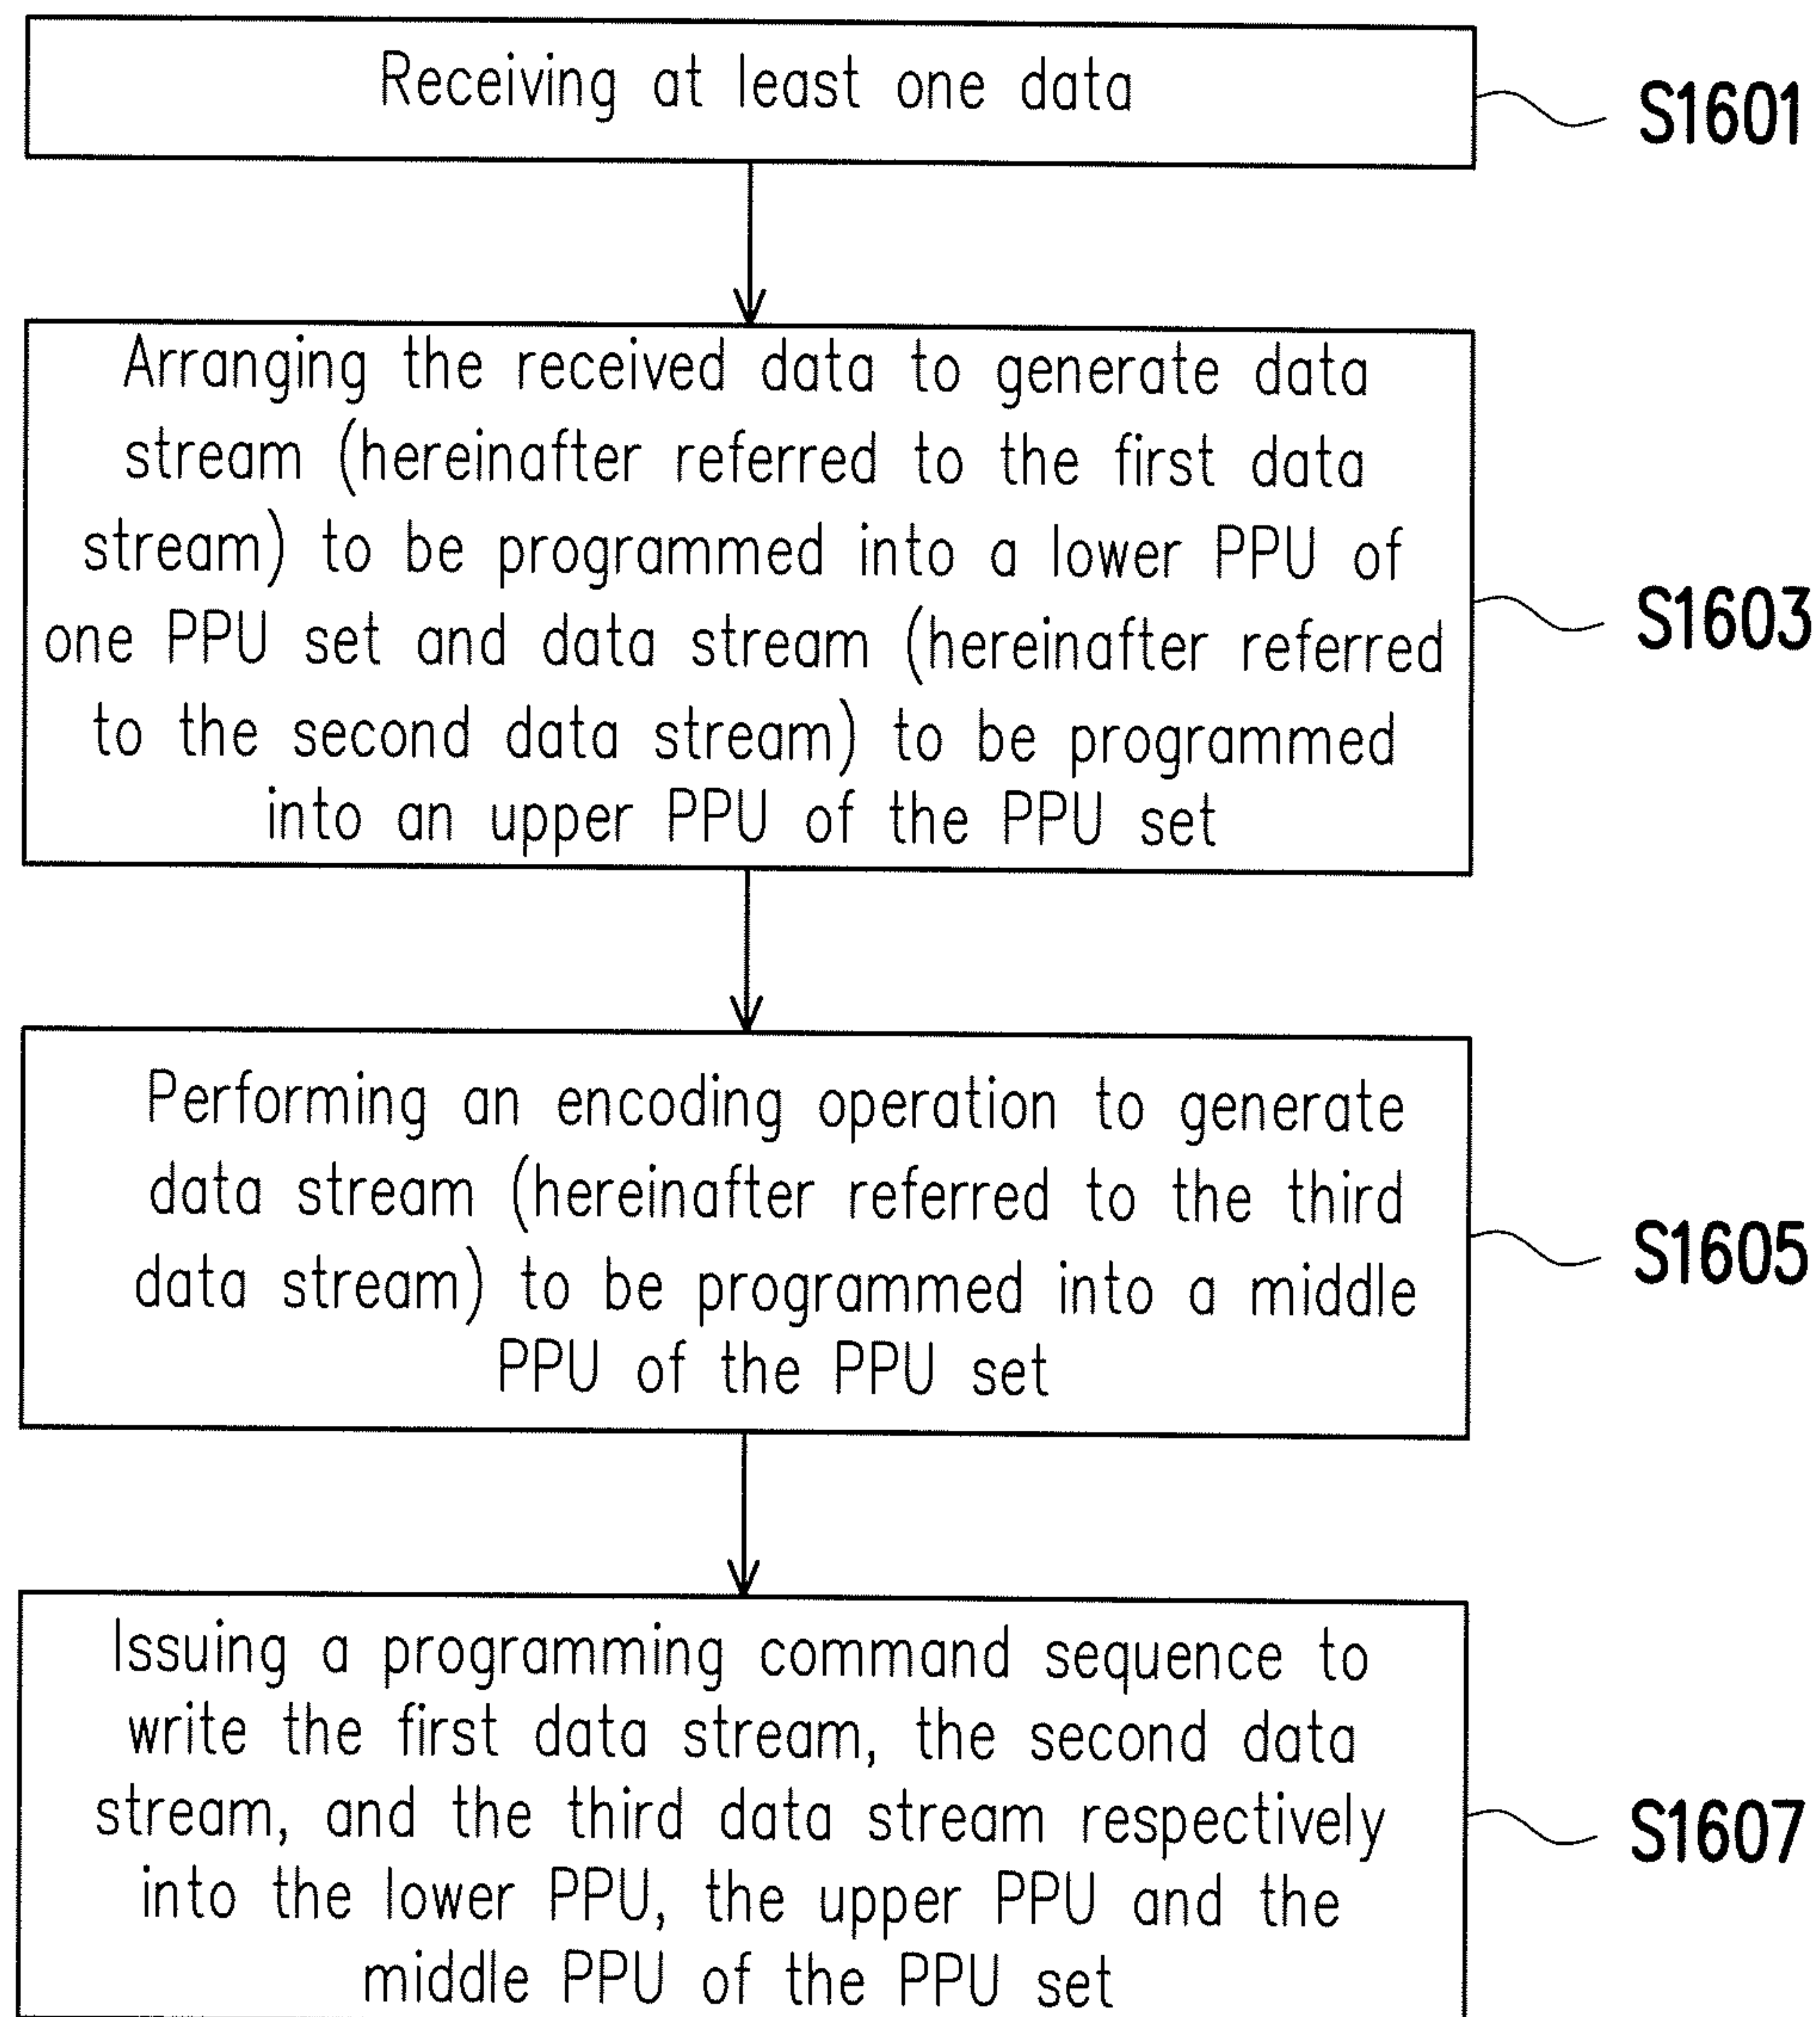 Receiving at least one data
S1601
Arranging the received data to generate data
stream (hereinafter referred to the first data
stream) to be programmed into a lower PPU of
one PPU set and data stream (hereinafter referred
to the second data stream) to be programmed
into an upper PPU of the PPU set
S1603
Performing an encoding operation to generate
data stream (hereinafter referred to the third
data stream) to be programmed into a middle
PPU of the PPU set
S1605
Issuing a programming command sequence to
write the first data stream, the second data
stream, and the third data stream respectively
into the lower PPU, the upper PPU and the
middle PPU of the PPU set
S1607